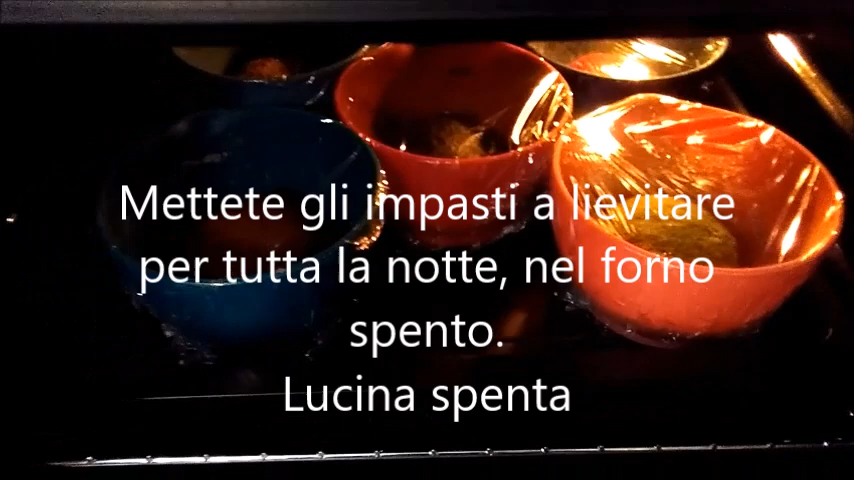 Mettete gli impasti a lievitare
per tutta la notte, nel forno
spento.
Lucina spenta